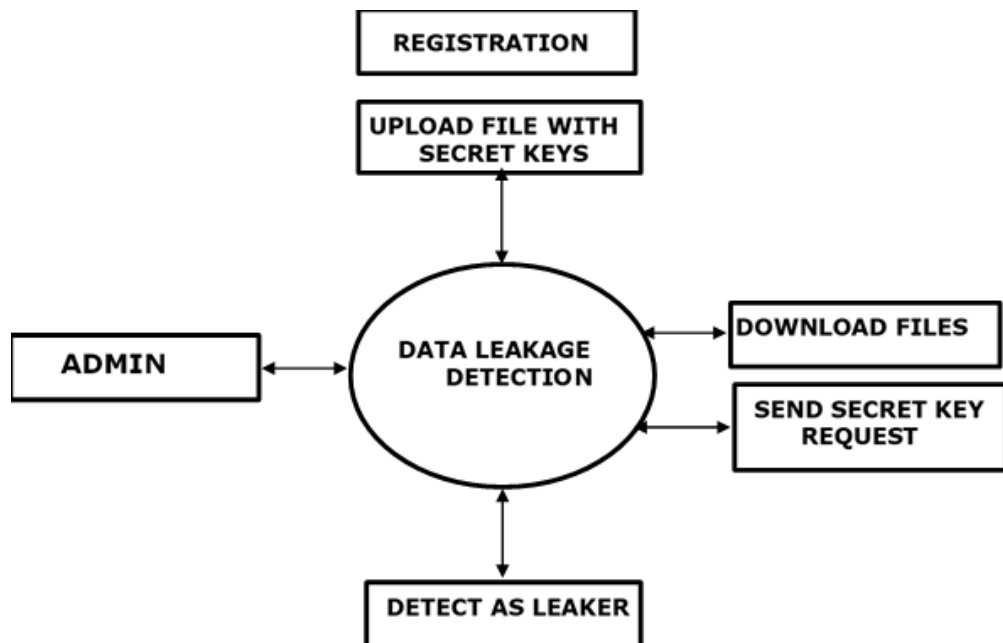 REGISTRATION
UPLOAD FILE WITH
SECRET KEYS
ADMIN
DATA LEAKAGE
DETECTION
DOWNLOAD FILES
SEND SECRET KEY
REQUEST
DETECT AS LEAKER